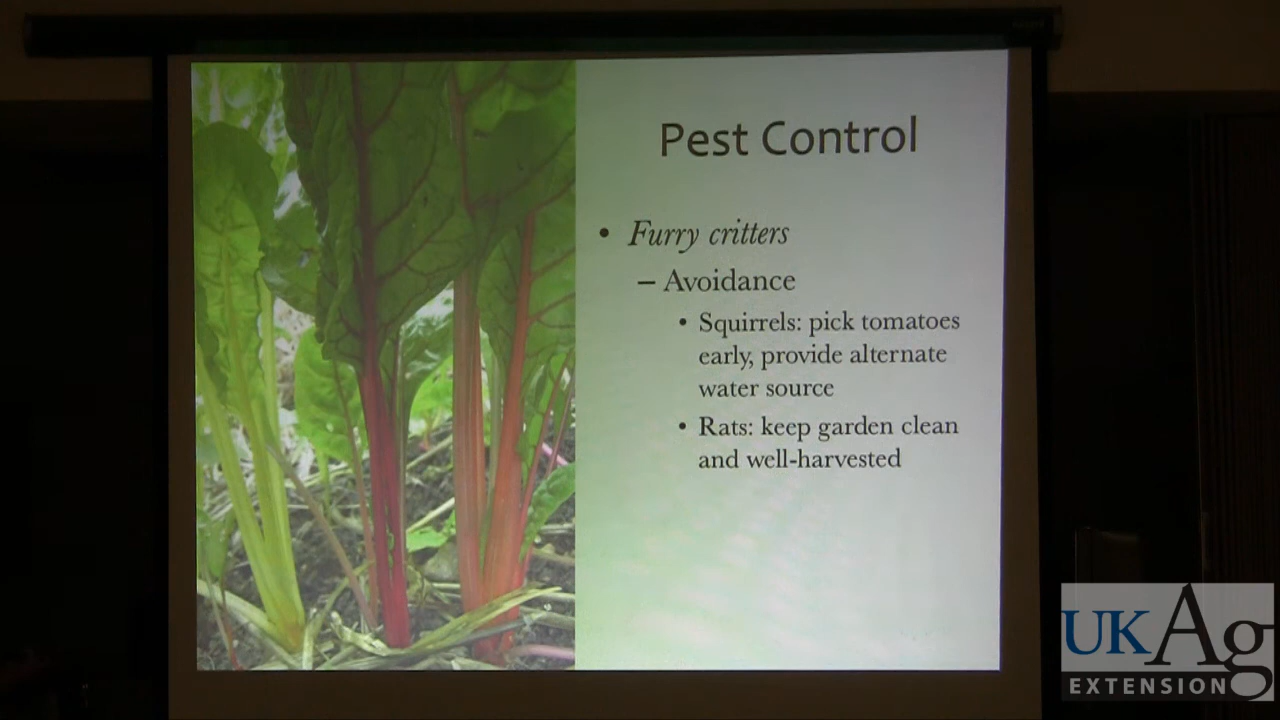 Pest Control
• Furry critters
– Avoidance
• Squirrels: pick tomatoes
early, provide alternate
water source
• Rats: keep garden clean
and well-harvested
UKAg
EXTENSION